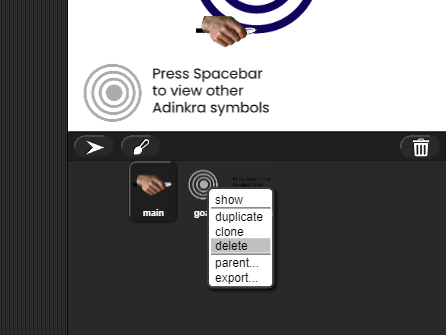 Press Spacebar
to view other
Adinkra symbols
main
goa
show
duplicate
clone
delete
parent...
export...